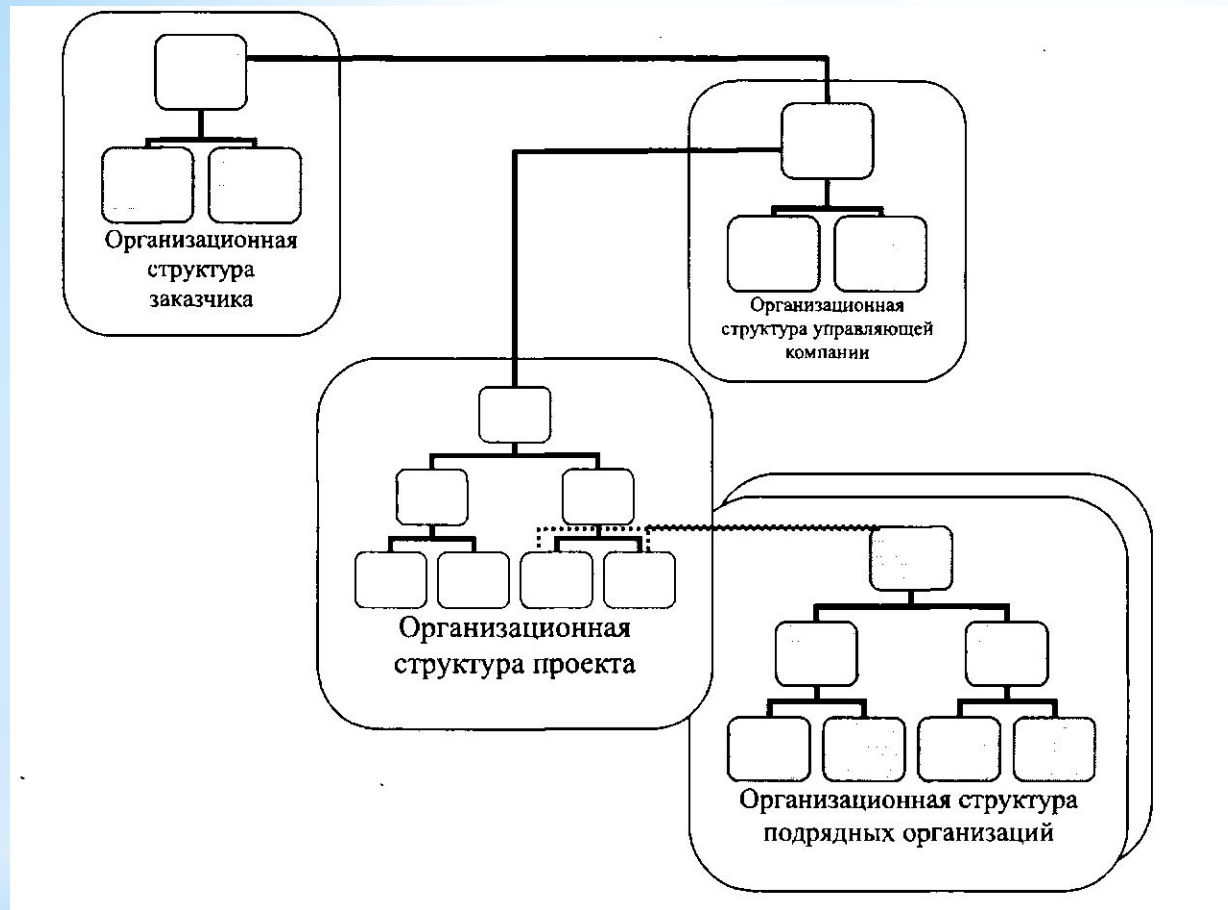 Организационная
структура
заказчика
Организационная
структура управляющей
компании
Организационная
структура проекта
Организационная структура
подрядных организаций